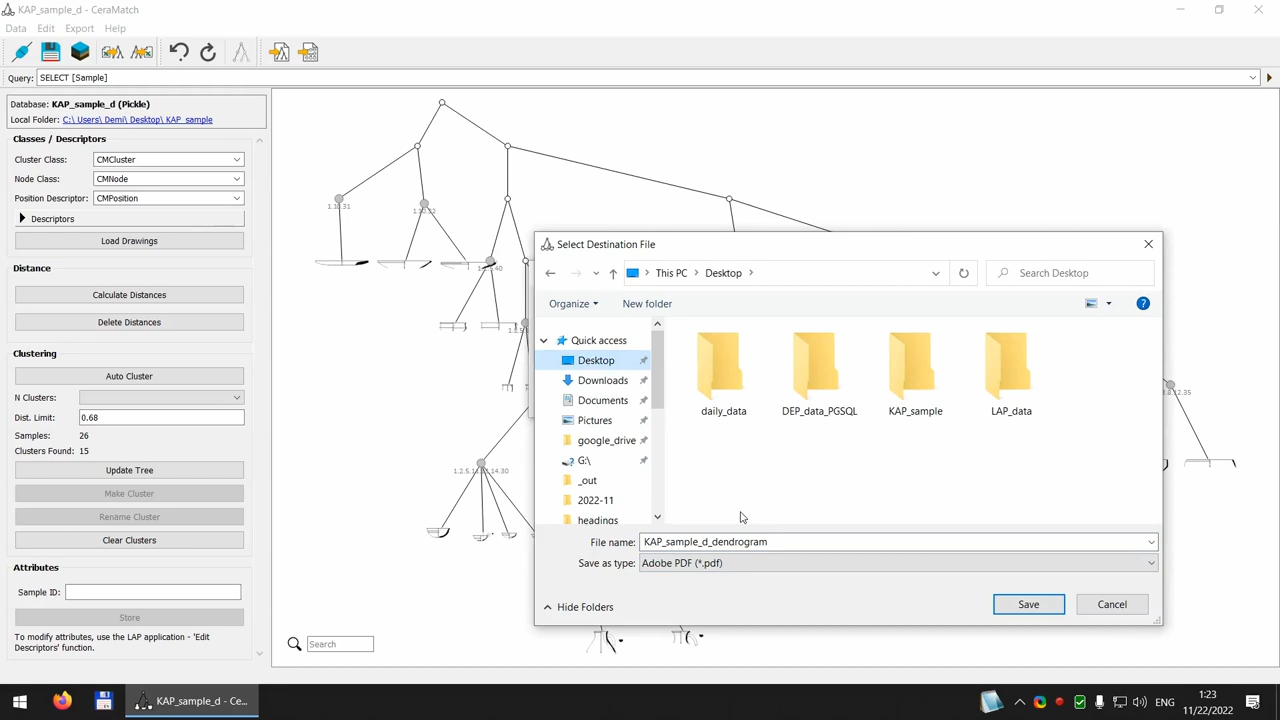 KAP_sample_d - CeraMatch
Data Edit Export Help
Query: SELECT [Sample]
Database: KAP_sample_d (Pickle)
Local Folder: C:\ Users\ Demi\ Desktop\ KAP_sample
Classes / Descriptors
Cluster Class: CMCluster
Node Class: CMNode
Position Descriptor: CMPosition
Descriptors
Load Drawings
Distance
Calculate Distances
Delete Distances
Clustering
Auto Cluster
N Clusters:
Dist. Limit: 0.68
Samples: 26
Clusters Found: 15
Update Tree
Make Cluster
Rename Cluster
Clear Clusters
Attributes
Sample ID:
Store
To modify attributes, use the LAP application - 'Edit
Descriptors' function.
Search
Select Destination File
This PC Desktop
Search Desktop
Organize New folder
Quick access
Desktop
Downloads
Documents
Pictures
google_drive
G:\
_out
2022-11
headings
daily_data DEP_data_PGSQL KAP_sample LAP_data
File name: KAP_sample_d_dendrogram
Save as type: Adobe PDF (*.pdf)
Hide Folders Save Cancel
KAP_sample_d - Ce...
ENG
1:23
11/22/2022